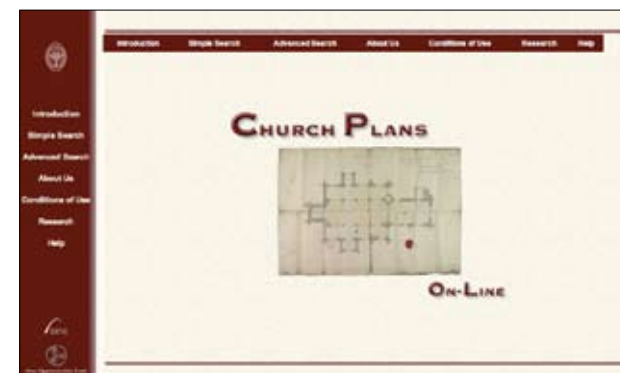 Introduction Simple Search Advanced Search About Us Conditions of Use Research Help
Introduction
Simple Search
Advanced Search
About Us
Conditions of Use
Research
Help
CHURCH PLANS
ON-LINE